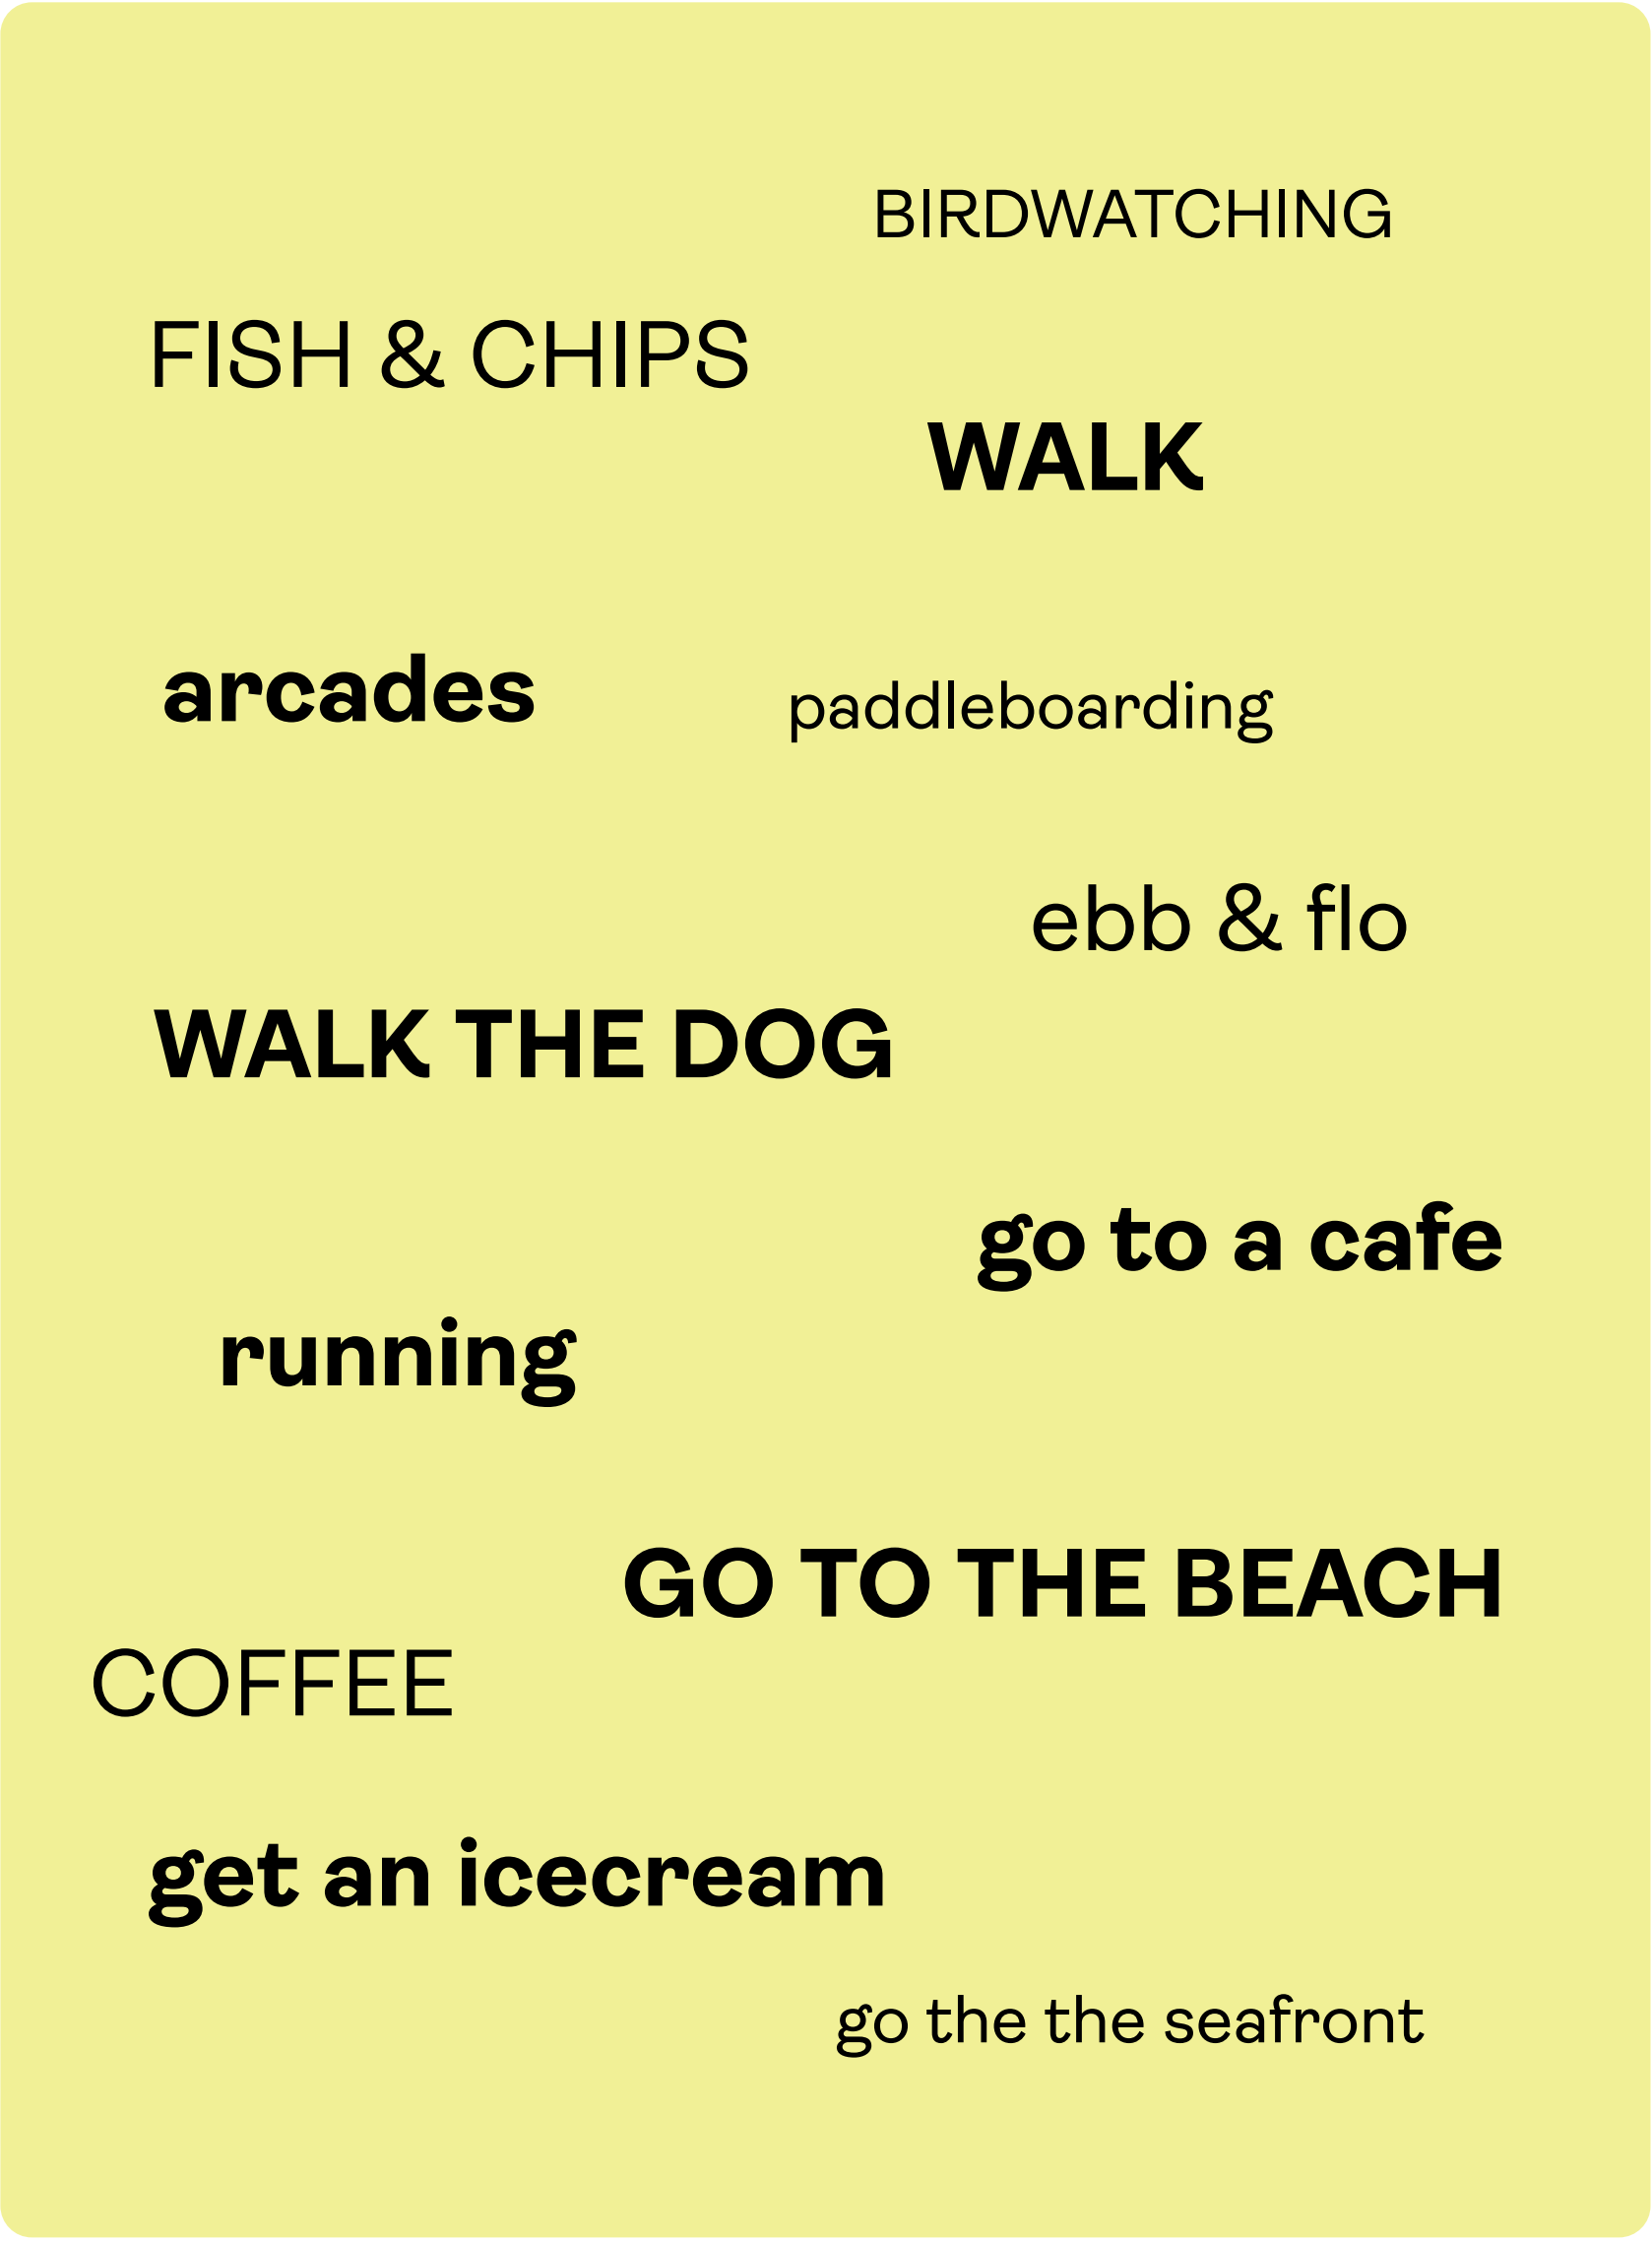 BIRDWATCHING
FISH & CHIPS
WALK
arcades
paddleboarding
ebb & flo
WALK THE DOG
go to a cafe
running
GO TO THE BEACH
COFFEE
get an icecream
go the the seafront